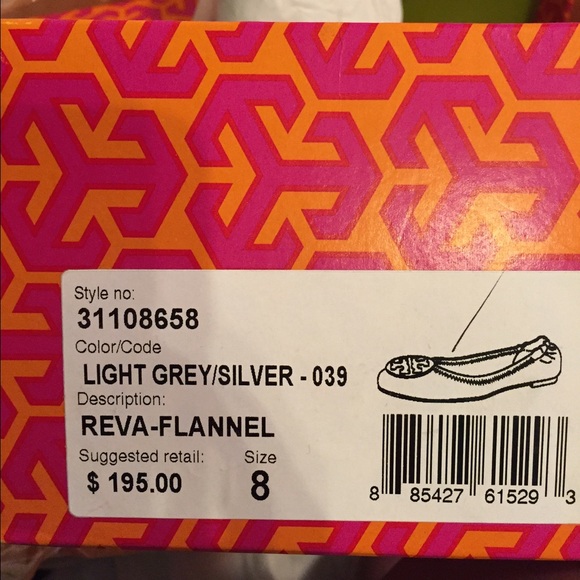 Style no:
31108658
Color/Code
LIGHT GREY/SILVER - 039
Description:
REVA-FLANNEL
Suggested retail: Size
$ 195.00 8
8 85427 61529 3